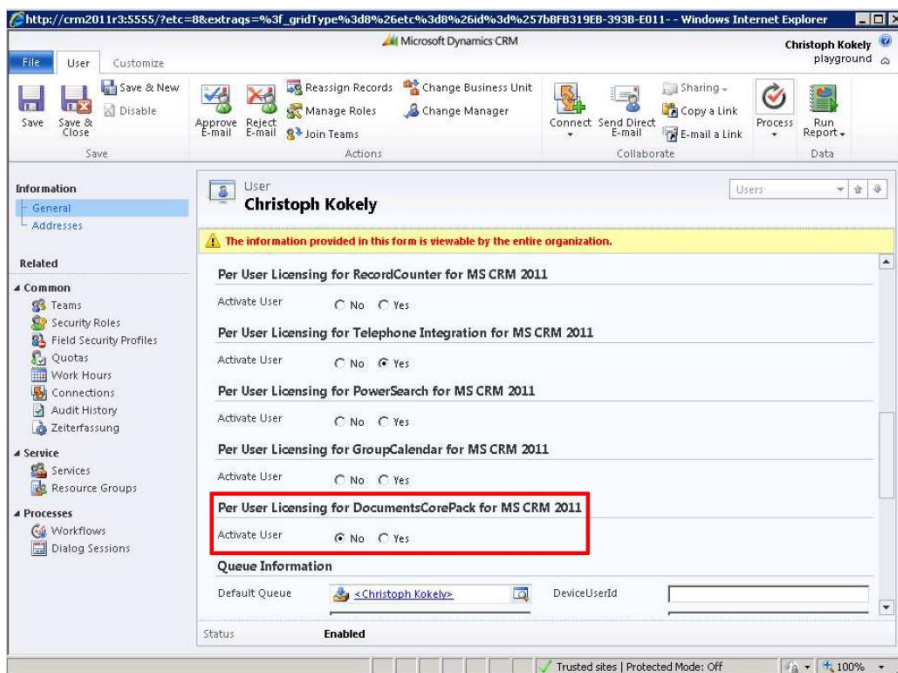 http://crm2011r3:5555/?etc=8&extraqs=%3f_gridType%3d8%26etc%3d8%26id%3d%257bBFB319EB-393B-E011-- Windows Internet Explorer
Microsoft Dynamics CRM
Christoph Kokely
playground
File
User
Customize
Save
Save & Close
Save & New
Disable
Save
Approve E-mail
Reject E-mail
Reassign Records
Manage Roles
Join Teams
Change Business Unit
Change Manager
Actions
Connect
Send Direct E-mail
Sharing
Copy a Link
E-mail a Link
Collaborate
Process
Run Report
Data
Information
General
Addresses
Related
Common
Teams
Security Roles
Field Security Profiles
Quotas
Work Hours
Connections
Audit History
Zeiterfassung
Service
Services
Resource Groups
Processes
Workflows
Dialog Sessions
User
Christoph Kokely
Users
The information provided in this form is viewable by the entire organization.
Per User Licensing for RecordCounter for MS CRM 2011
Activate User No Yes
Per User Licensing for Telephone Integration for MS CRM 2011
Activate User No Yes
Per User Licensing for PowerSearch for MS CRM 2011
Activate User No Yes
Per User Licensing for GroupCalendar for MS CRM 2011
Activate User No Yes
Per User Licensing for DocumentsCorePack for MS CRM 2011
Activate User No Yes
Queue Information
Default Queue <Christoph Kokely> DeviceUserId
Status Enabled
Trusted sites | Protected Mode: Off 100%